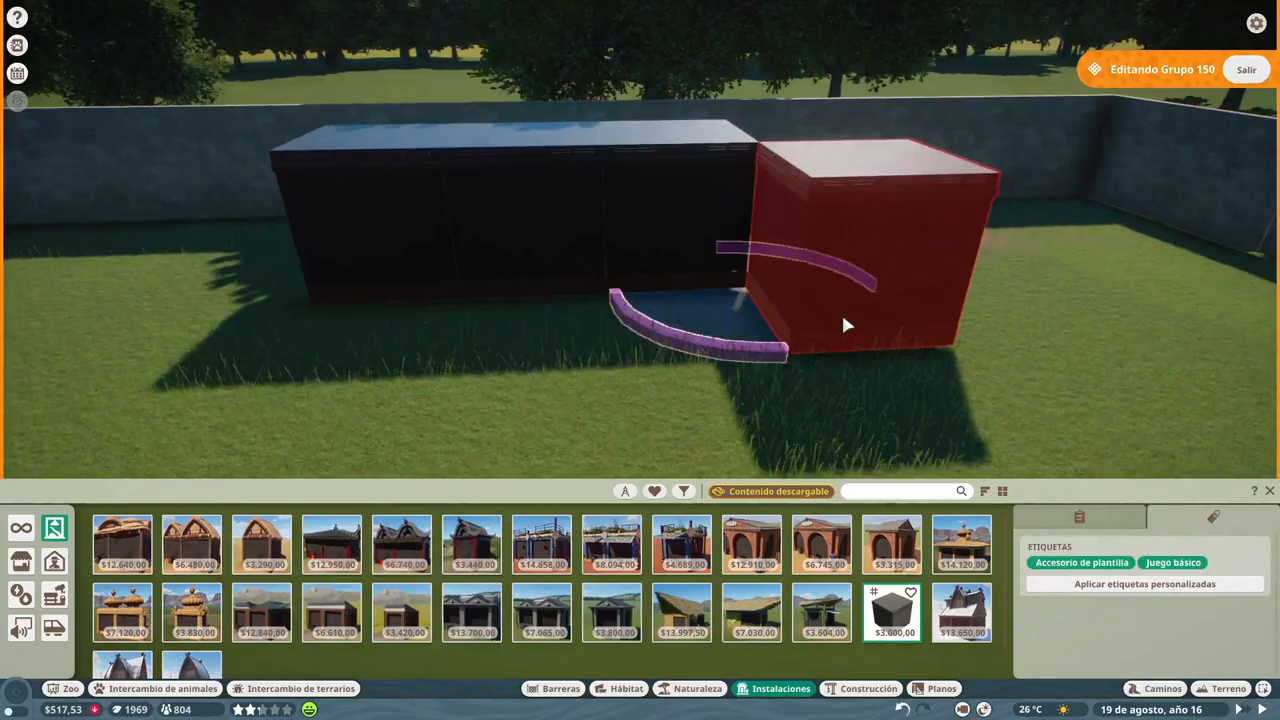 ?
Editando Grupo 150
Salir
Contenido descargable
? ×
$12.640,00 $6.480,00 $3.290,00 $12.950,00 $6.740,00 $3.440,00 $14.658,00 $8.094,00 $4.689,00 $12.910,00 $6.745,00 $3.315,00 $14.120,00
$7.120,00 $3.830,00 $12.840,00 $6.610,00 $3.420,00 $13.700,00 $7.065,00 $3.800,00 $13.997,50 $7.030,00 $3.604,00 $3.000,00 $13.650,00
ETIQUETAS
Accesorio de plantilla Juego básico
Aplicar etiquetas personalizadas
Zoo Intercambio de animales Intercambio de terrarios Barreras Hábitat Naturaleza Instalaciones Construcción Planos Caminos Terreno
$517,53 1969 804 26 °C 19 de agosto, año 16